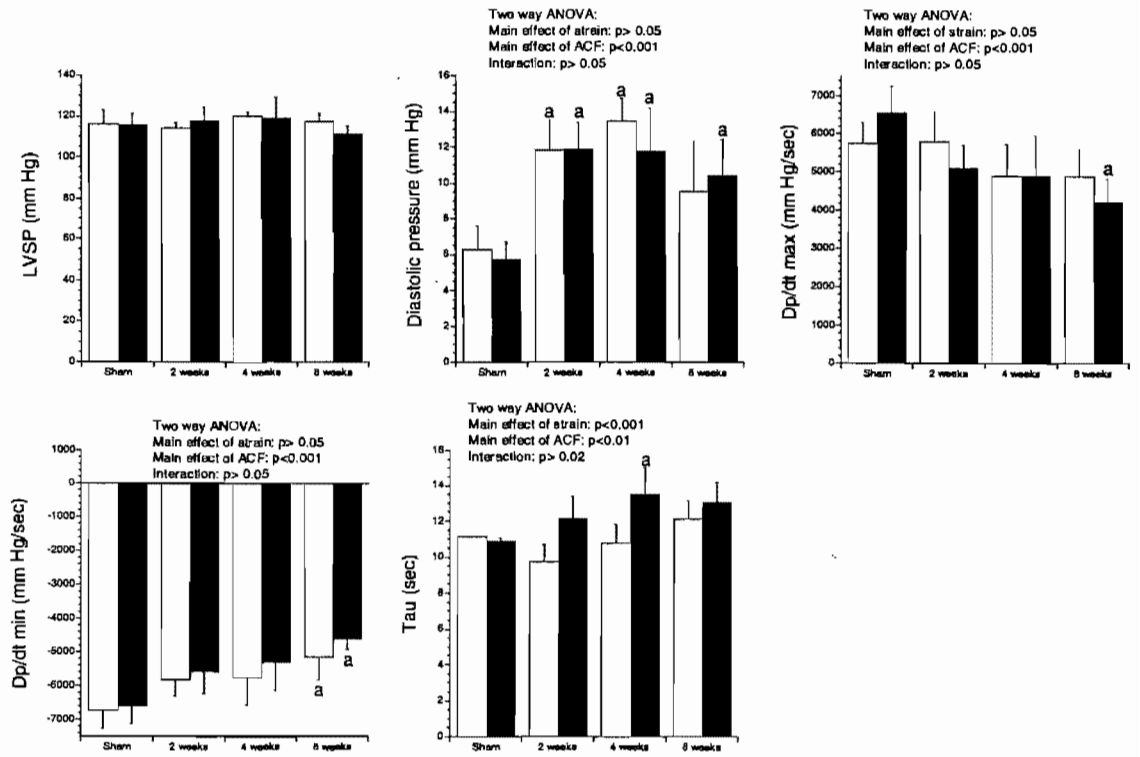 140
120
100
80
60
40
20
0
LVSP (mm Hg)
Sham 2 weeks 4 weeks 8 weeks
Two way ANOVA:
Main effect of atrain: p> 0.05
Main effect of ACF: p<0.001
Interaction: p> 0.05
16
14
12
10
8
6
4
2
0
Diastolic pressure (mm Hg)
a a a a a
Sham 2 weeks 4 weeks 8 weeks
Two way ANOVA:
Main effect of strain: p> 0.05
Main effect of ACF: p<0.001
Interaction: p> 0.05
7000
6000
5000
4000
3000
2000
1000
0
Dp/dt max (mm Hg/sec)
a
Sham 2 weeks 4 weeks 8 weeks
Two way ANOVA:
Main effect of strain: p> 0.05
Main effect of ACF: p<0.001
Interaction: p> 0.05
1000
0
-1000
-2000
-3000
-4000
-5000
-6000
-7000
Dp/dt min (mm Hg/sec)
a a
Sham 2 weeks 4 weeks 8 weeks
Two way ANOVA:
Main effect of strain: p<0.001
Main effect of ACF: p<0.01
Interaction: p> 0.02
16
14
12
10
8
6
4
2
0
Tau (sec)
a
Sham 2 weeks 4 weeks 8 weeks